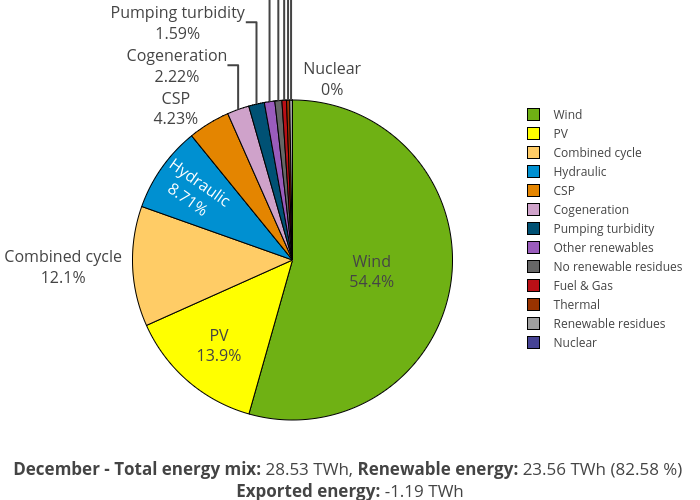 Pumping turbidity
1.59%
Cogeneration
2.22%
CSP
4.23%
Nuclear
0%
Hydraulic
8.71%
Combined cycle
12.1%
Wind
54.4%
PV
13.9%
Wind
PV
Combined cycle
Hydraulic
CSP
Cogeneration
Pumping turbidity
Other renewables
No renewable residues
Fuel & Gas
Thermal
Renewable residues
Nuclear
December - Total energy mix: 28.53 TWh, Renewable energy: 23.56 TWh (82.58 %)
Exported energy: -1.19 TWh